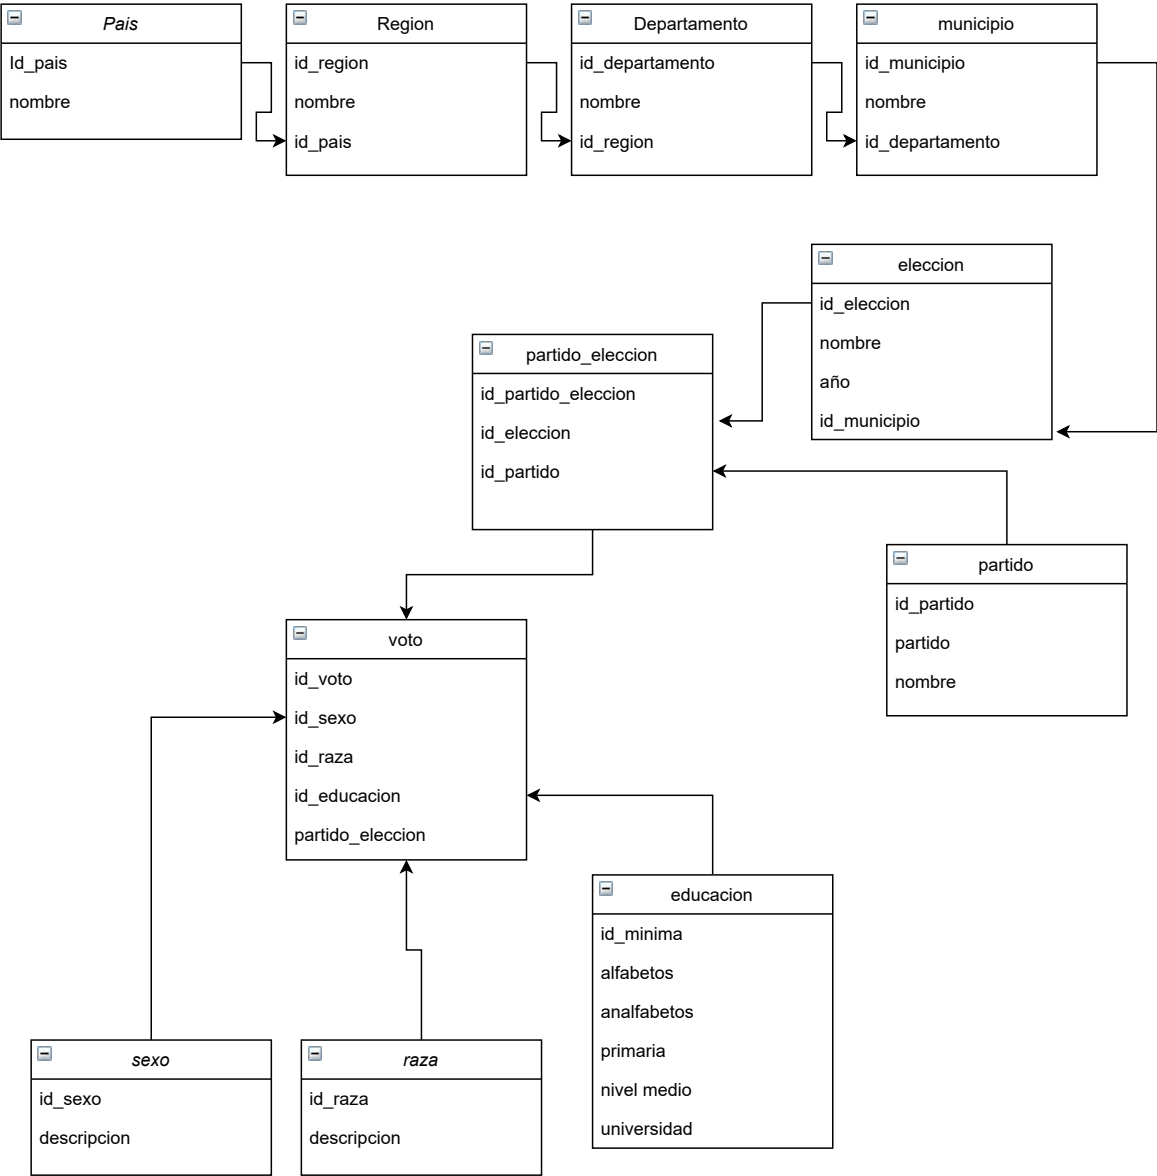 Pais
Id_pais
nombre
Region
id_region
nombre
id_pais
Departamento
id_departamento
nombre
id_region
municipio
id_municipio
nombre
id_departamento
eleccion
id_eleccion
nombre
año
id_municipio
partido_eleccion
id_partido_eleccion
id_eleccion
id_partido
partido
id_partido
partido
nombre
voto
id_voto
id_sexo
id_raza
id_educacion
partido_eleccion
educacion
id_minima
alfabetos
analfabetos
primaria
nivel medio
universidad
sexo
id_sexo
descripcion
raza
id_raza
descripcion